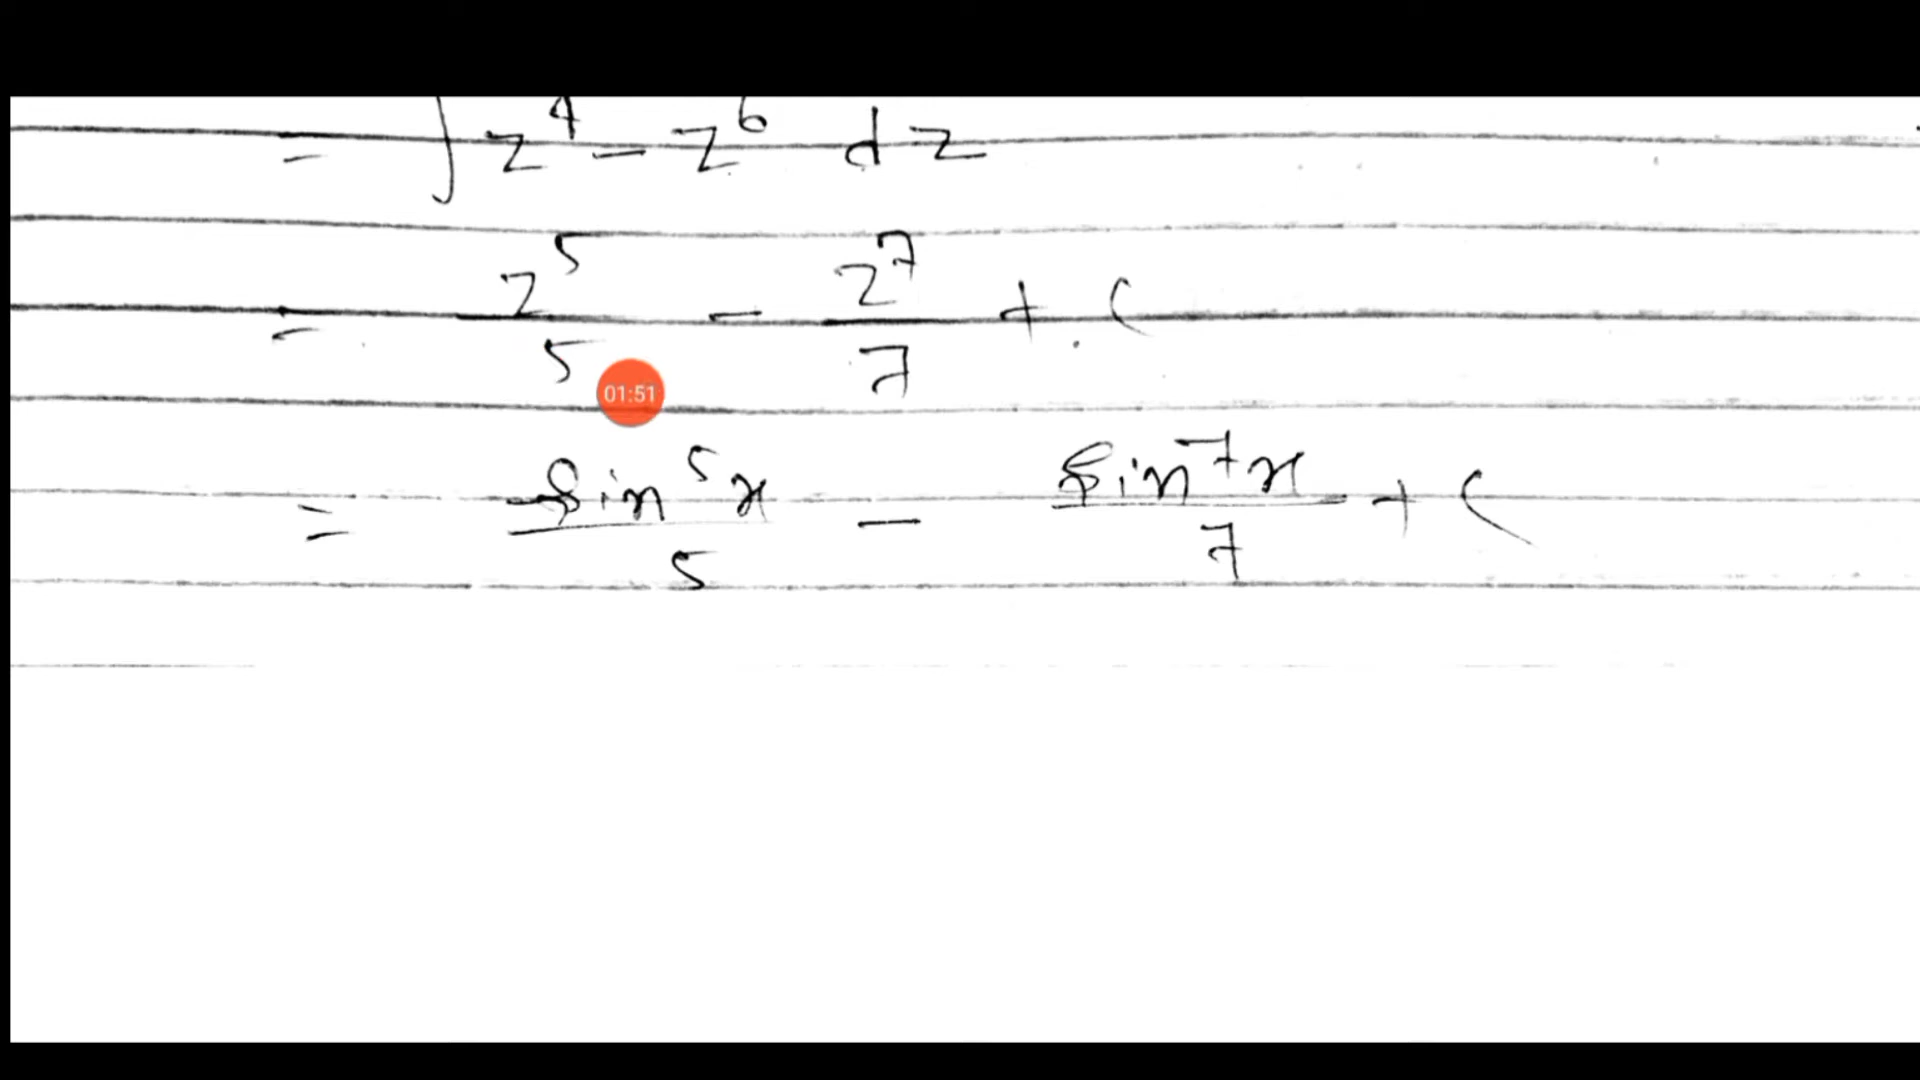 = ∫ z⁴ - z⁶ dz
= z⁵/5 - z⁷/7 + C
01:51
= sin⁵x/5 - sin⁷x/7 + C